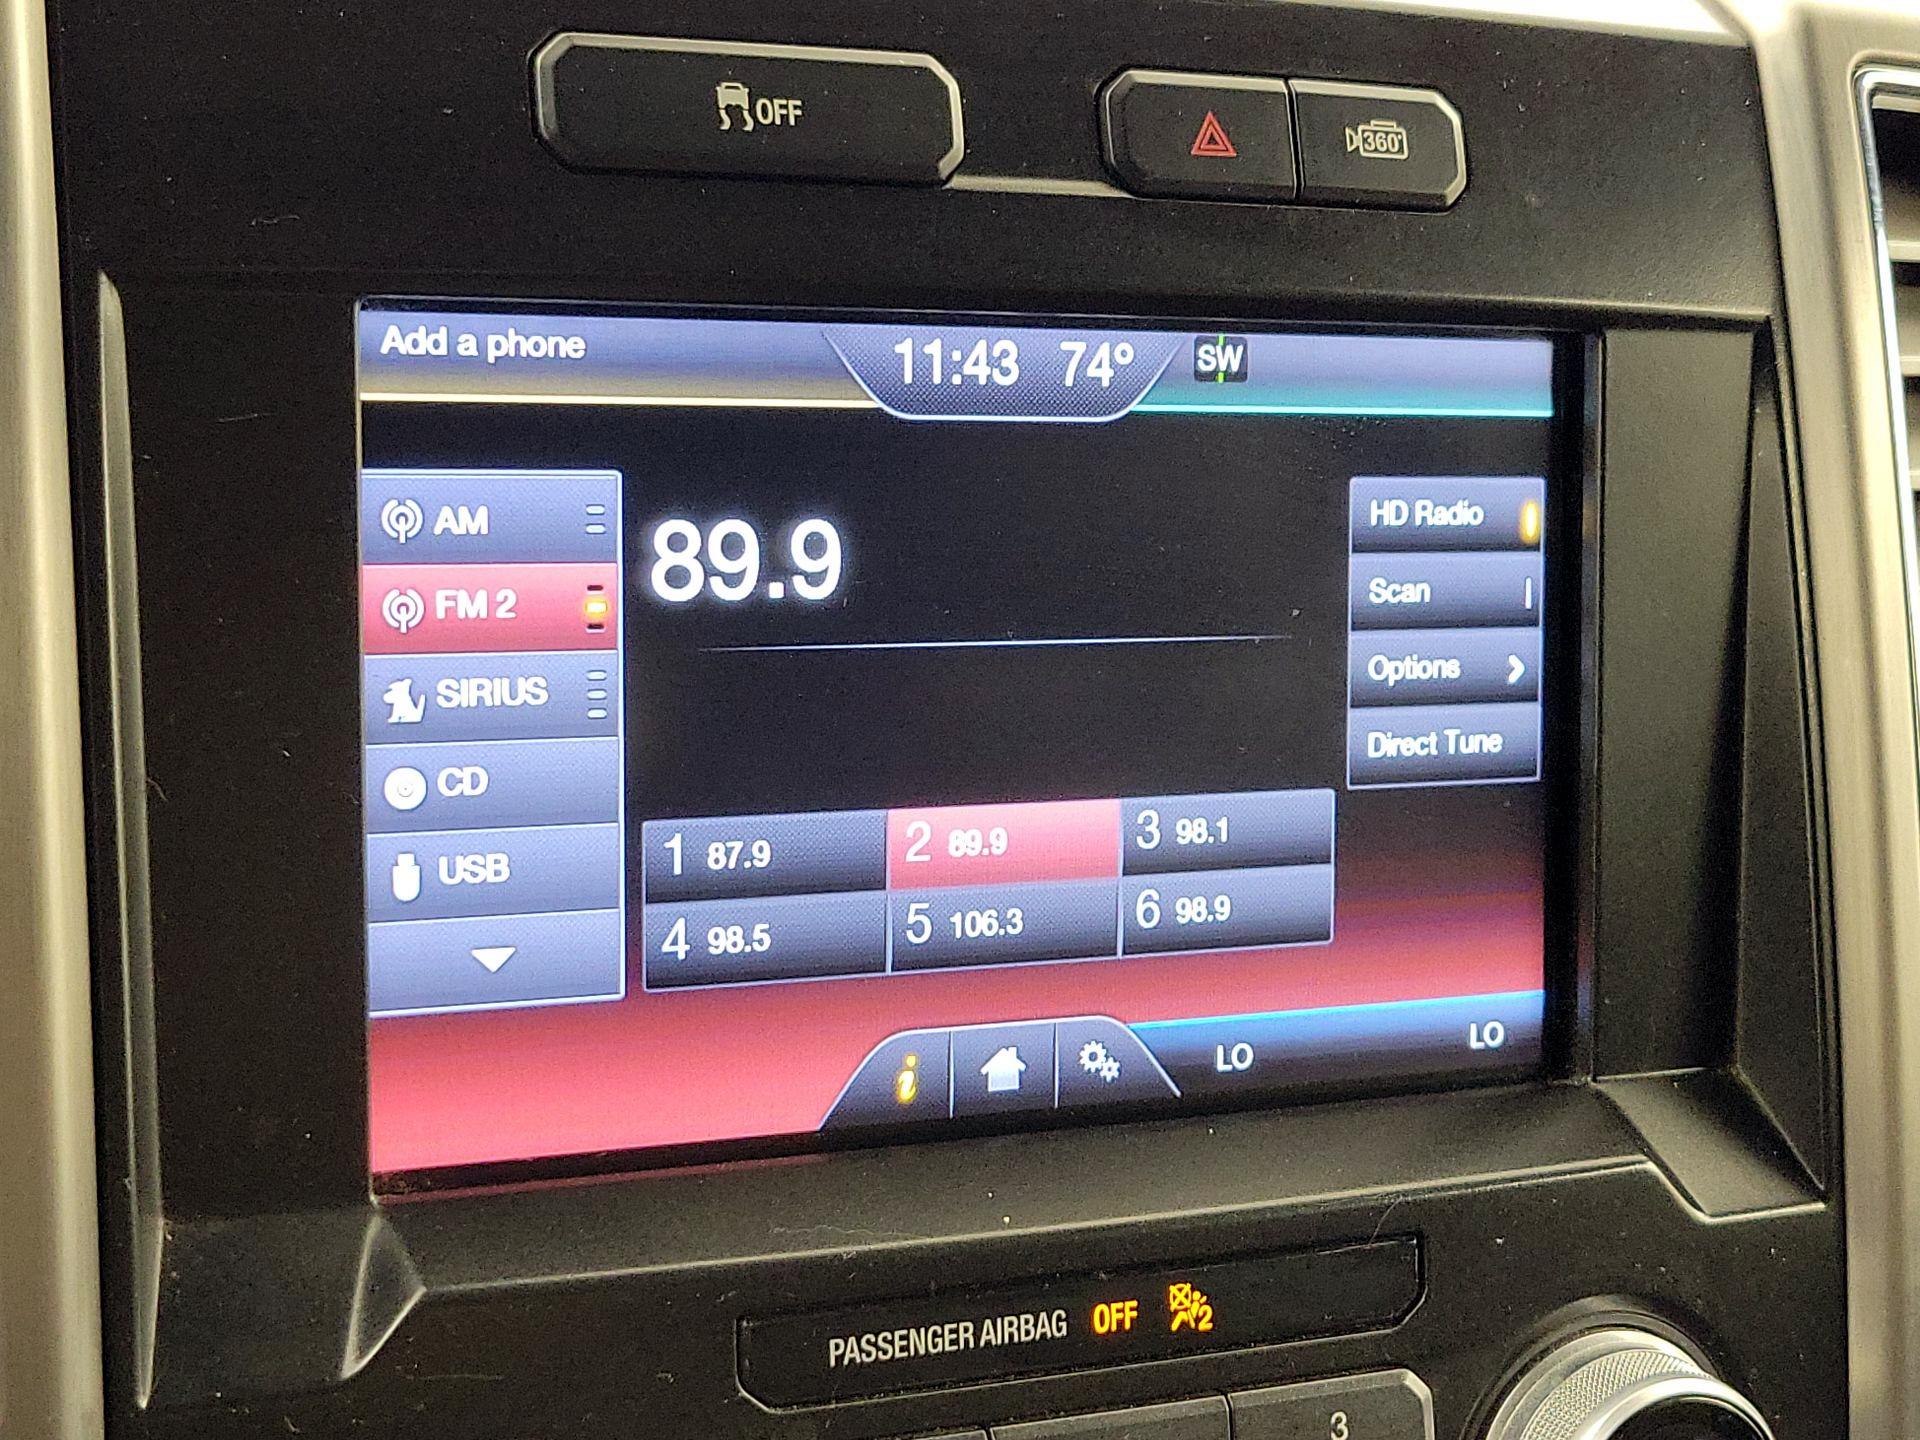 OFF
360°
Add a phone
11:43 74°
SW
AM
FM 2
SIRIUS
CD
USB
89.9
HD Radio
Scan
Options
Direct Tune
1 87.9
2 89.9
3 98.1
4 98.5
5 106.3
6 98.9
i
LO
LO
PASSENGER AIRBAG OFF 2
3